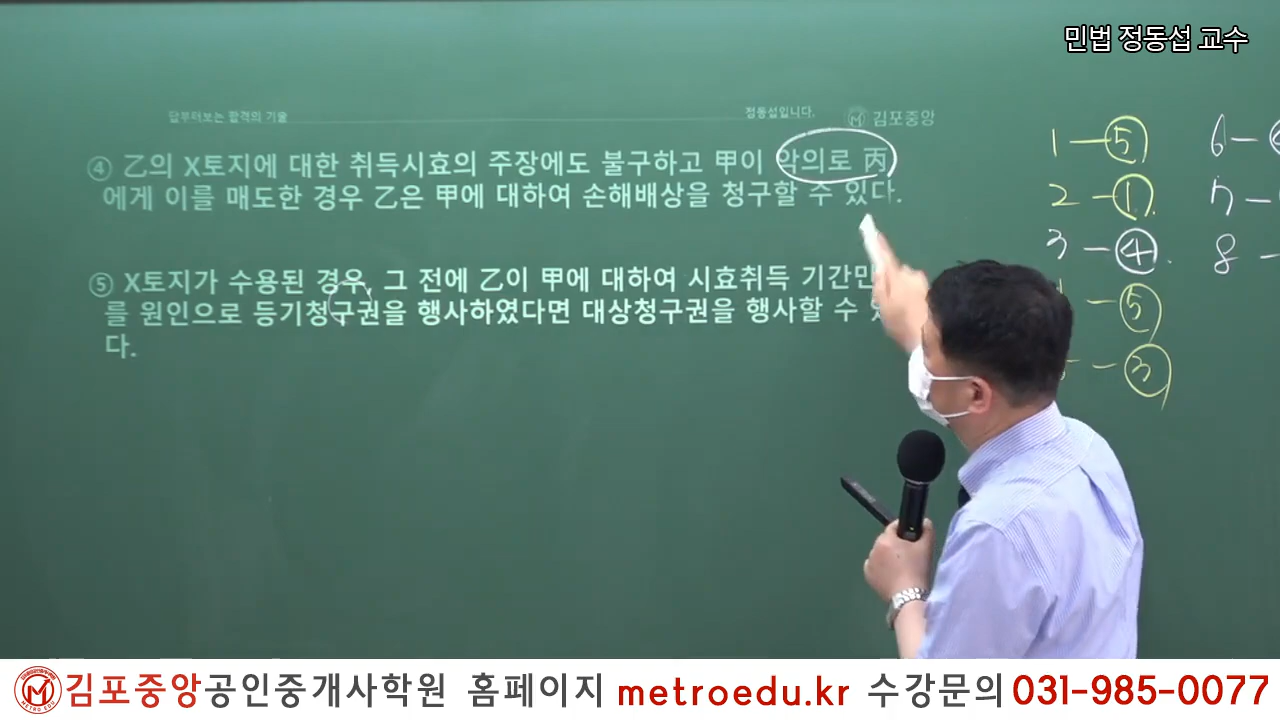 민법 정동섭 교수
답부터보는 합격의 기술
정동섭입니다.
김포중앙
④ 乙의 X토지에 대한 취득시효의 주장에도 불구하고 甲이 악의로 丙
에게 이를 매도한 경우 乙은 甲에 대하여 손해배상을 청구할 수 있다.
⑤ X토지가 수용된 경우, 그 전에 乙이 甲에 대하여 시효취득 기간만
를 원인으로 등기청구권을 행사하였다면 대상청구권을 행사할 수
다.
1 – ⑤
2 – ①.
3 – ④.
– ⑤
– ③
6 –
7 –
8 –
METRO EDU
김포중앙공인중개사학원 홈페이지 metroedu.kr 수강문의 031-985-0077